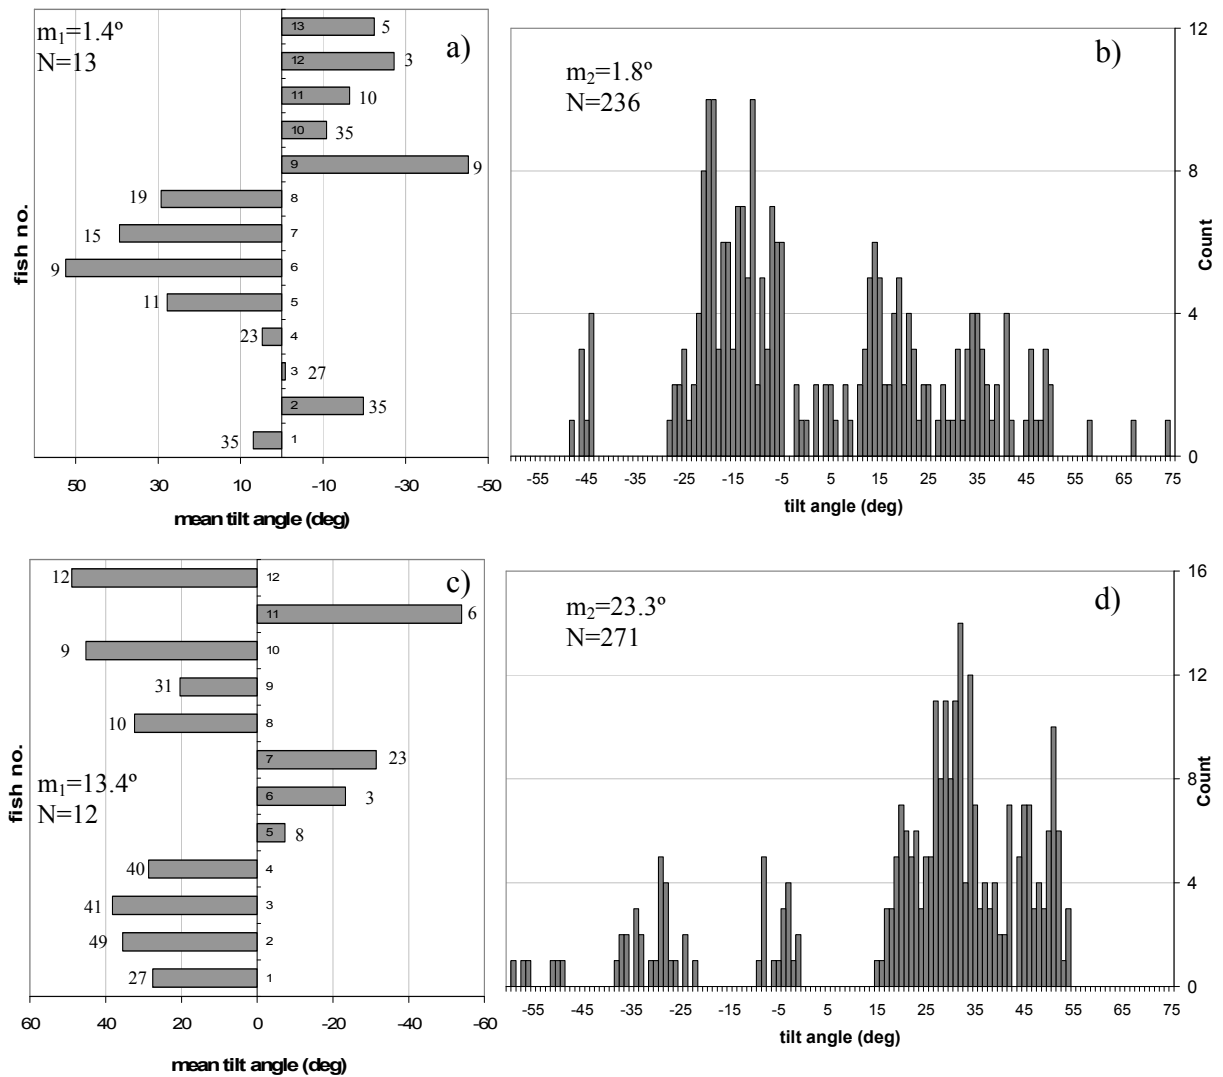 m1=1.4º
N=13
a)
13 5
12 3
11 10
10 35
9 9
19 8
15 7
9 6
11 5
23 4
3 27
2 35
35 1
fish no.
50 30 10 -10 -30 -50
mean tilt angle (deg)
m2=1.8º
N=236
b)
12
8
4
0
Count
-55 -45 -35 -25 -15 -5 5 15 25 35 45 55 65 75
tilt angle (deg)
c)
12 12
11 6
9 10
31 9
10 8
7 23
6 3
5 8
40 4
41 3
49 2
27 1
m1=13.4º
N=12
fish no.
60 40 20 0 -20 -40 -60
mean tilt angle (deg)
m2=23.3º
N=271
d)
16
12
8
4
0
Count
-55 -45 -35 -25 -15 -5 5 15 25 35 45 55 65 75
tilt angle (deg)